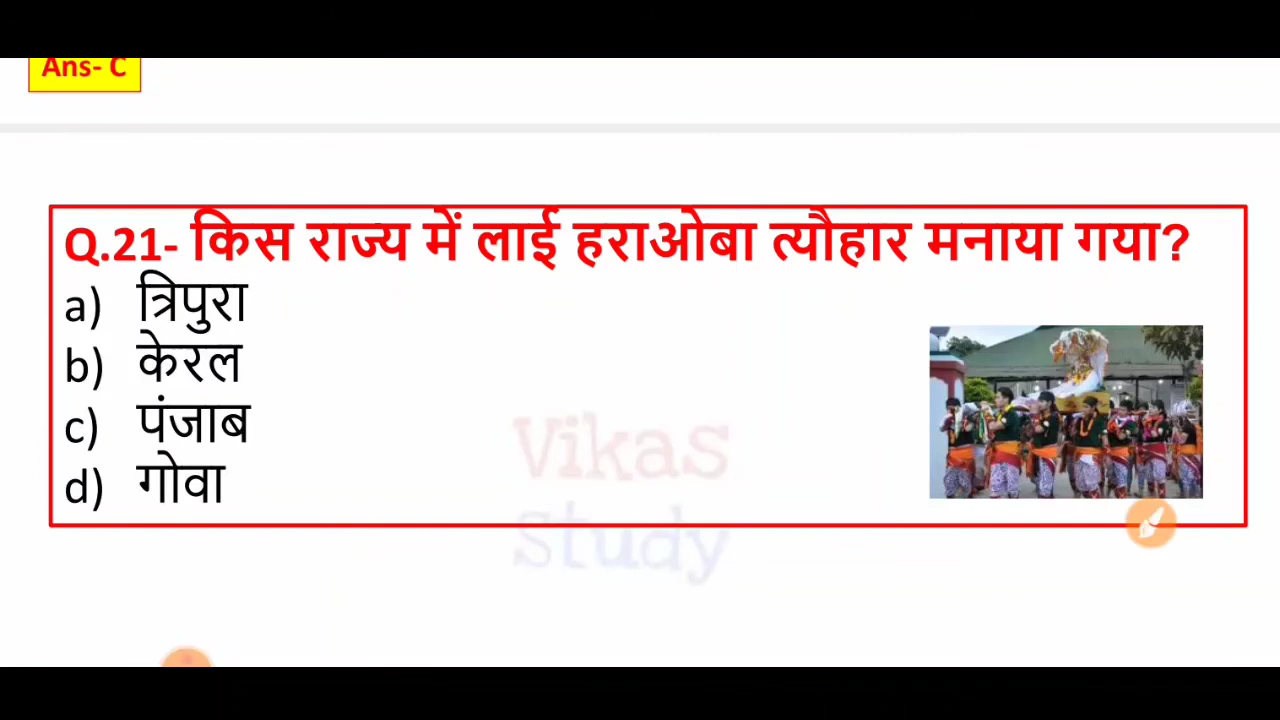 Ans- C
Q.21- किस राज्य में लाई हराओबा त्यौहार मनाया गया?
a) त्रिपुरा
b) केरल
c) पंजाब
d) गोवा
Vikas
Study